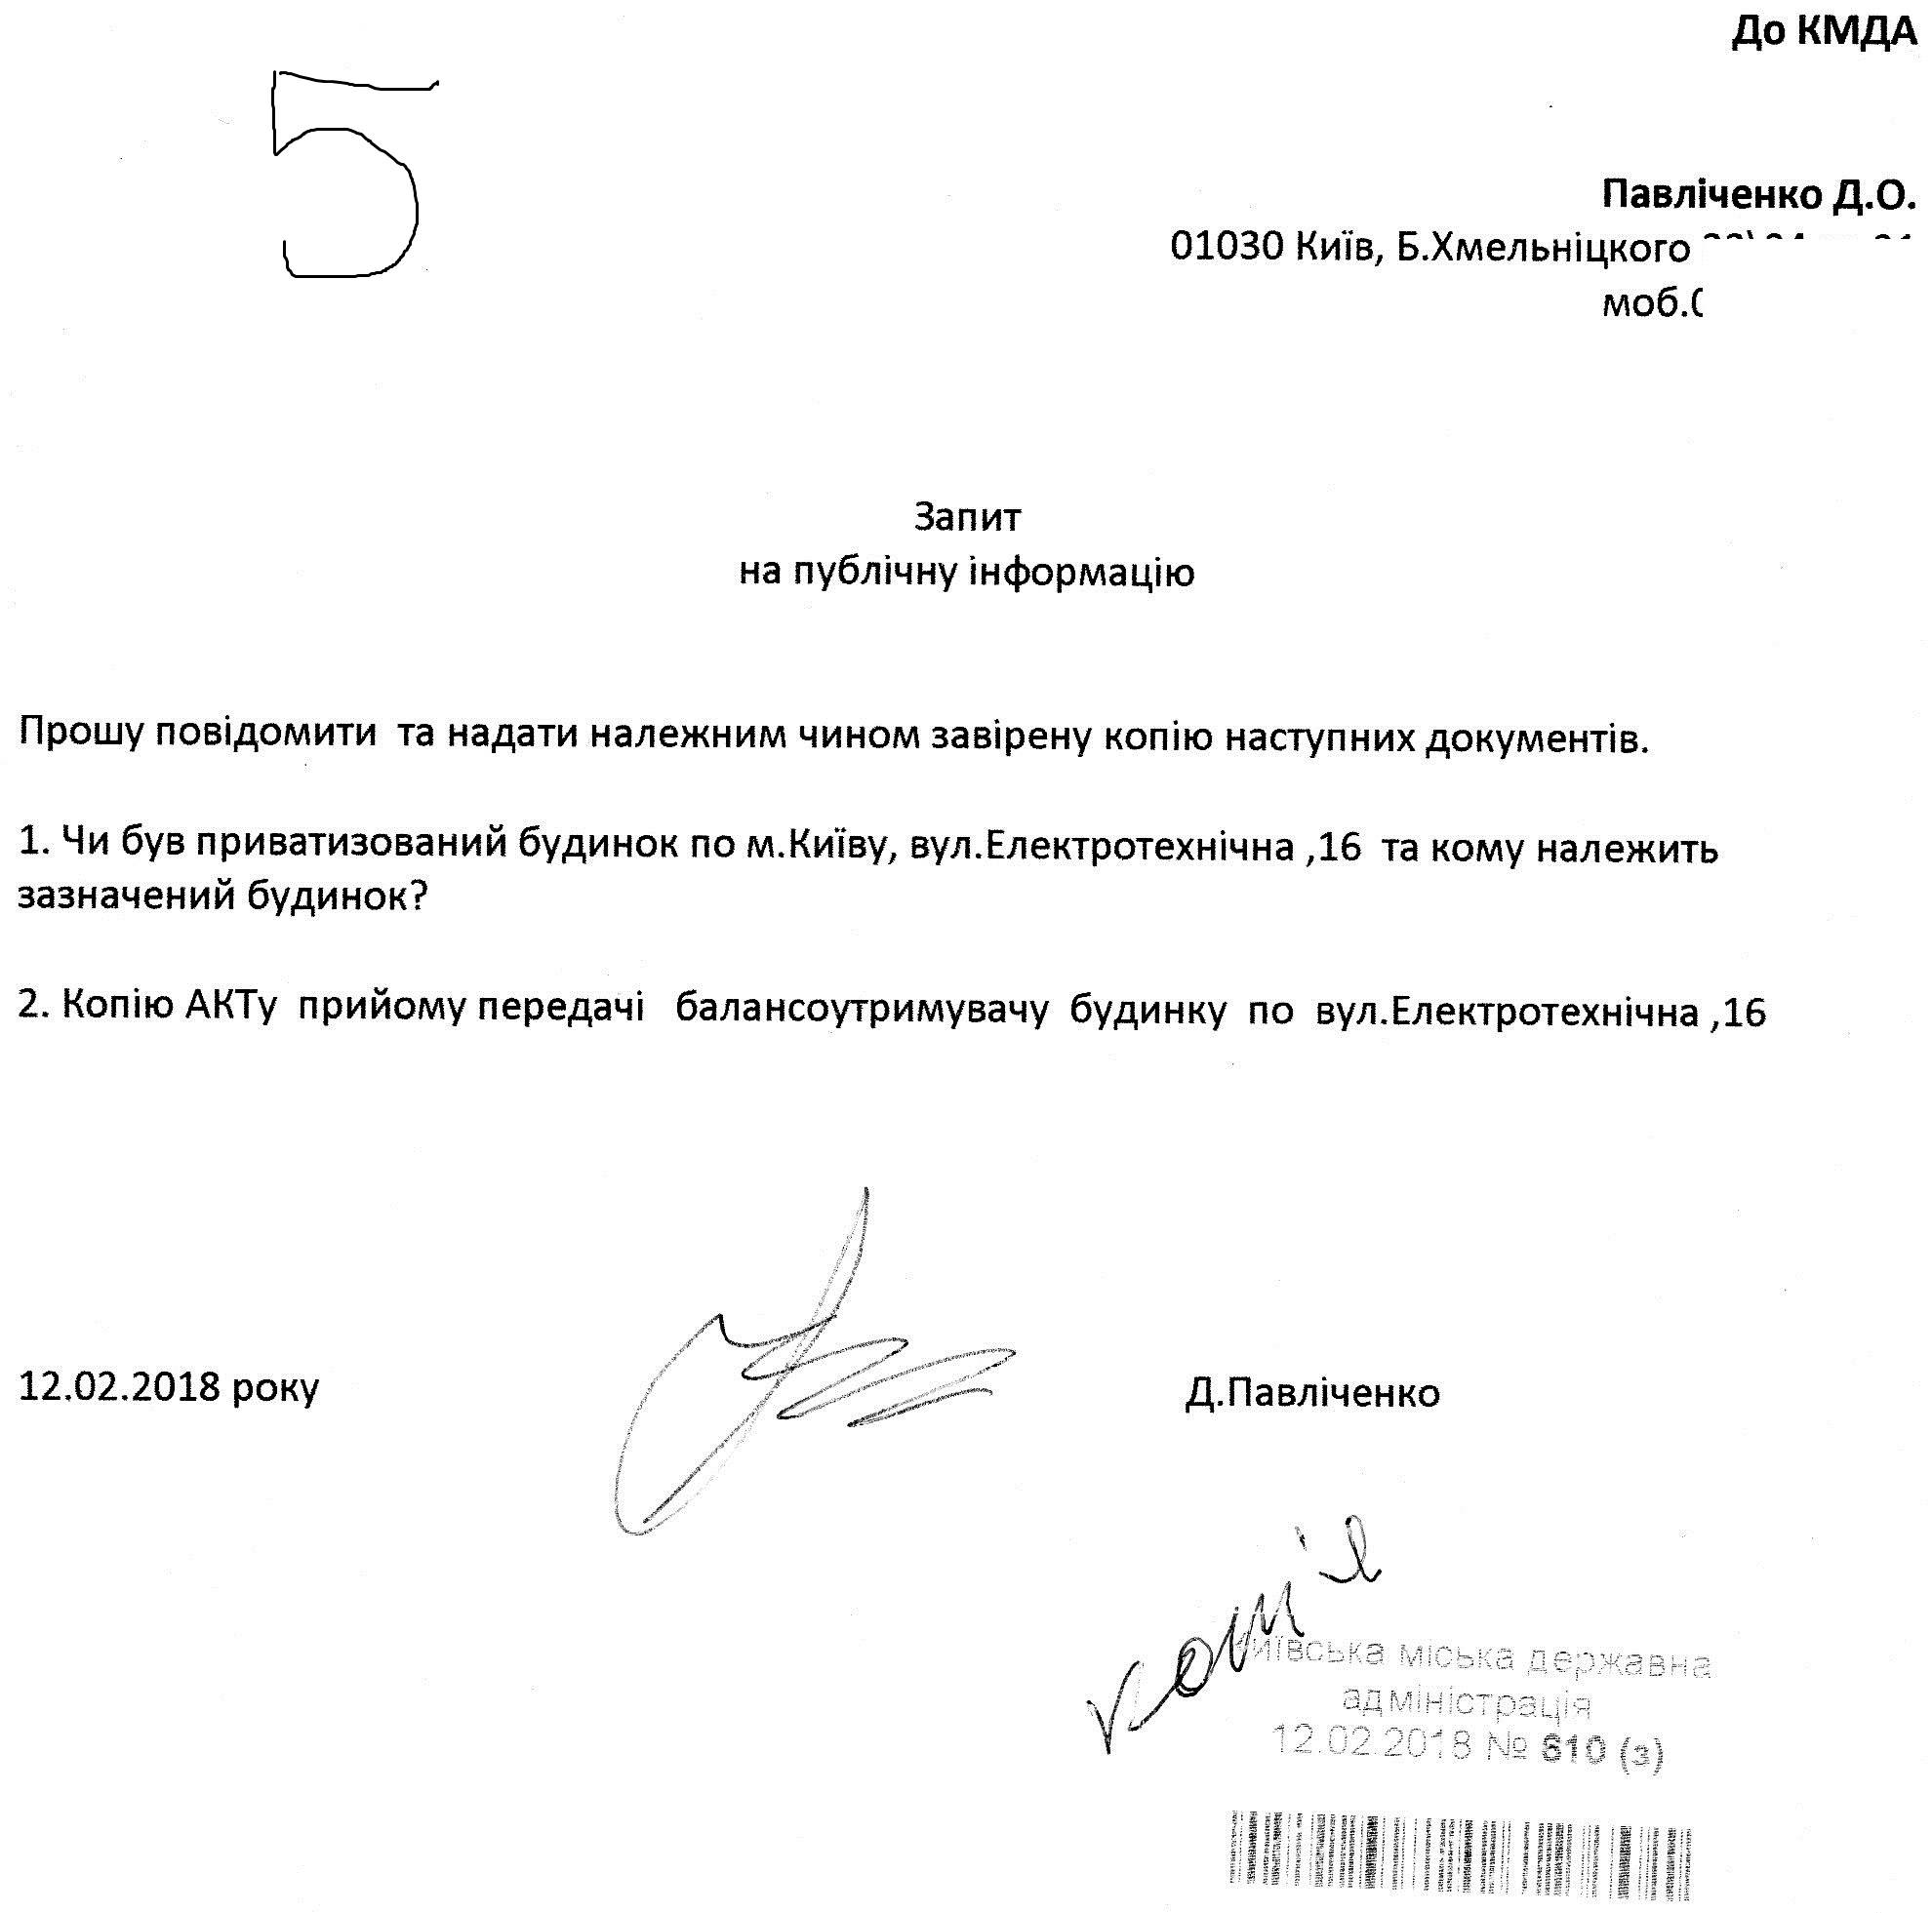 До КМДА
5
Павліченко Д.О.
01030 Київ, Б.Хмельніцкого
моб.
Запит
на публічну інформацію
Прошу повідомити та надати належним чином завірену копію наступних документів.
1. Чи був приватизований будинок по м.Київу, вул.Електротехнічна ,16 та кому належить
зазначений будинок?
2. Копію АКТу прийому передачі балансоутримувачу будинку по вул.Електротехнічна ,16
12.02.2018 року
Д.Павліченко
копія
Київська міська державна
адміністрація
12.02.2018 № 610 (з)